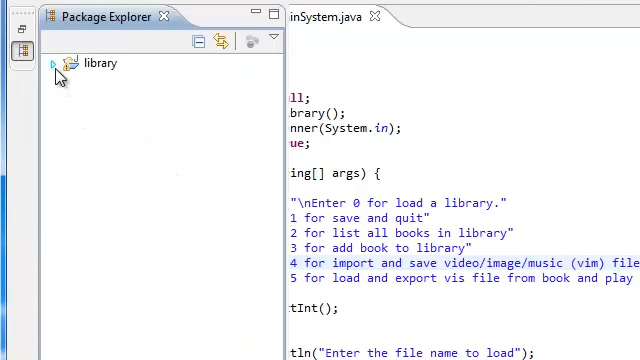 Package Explorer
library
inSystem.java
ll;
brary();
nner(System.in);
ue;
ing[] args) {
"\nEnter 0 for load a library."
1 for save and quit"
2 for list all books in library"
3 for add book to library"
4 for import and save video/image/music (vim) file
5 for load and export vis file from book and play
tInt();
ln("Enter the file name to load");